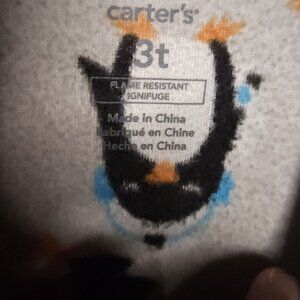 carter's®
3t
FLAME RESISTANT
IGNIFUGE
Made in China
Fabriqué en Chine
Hecho en China